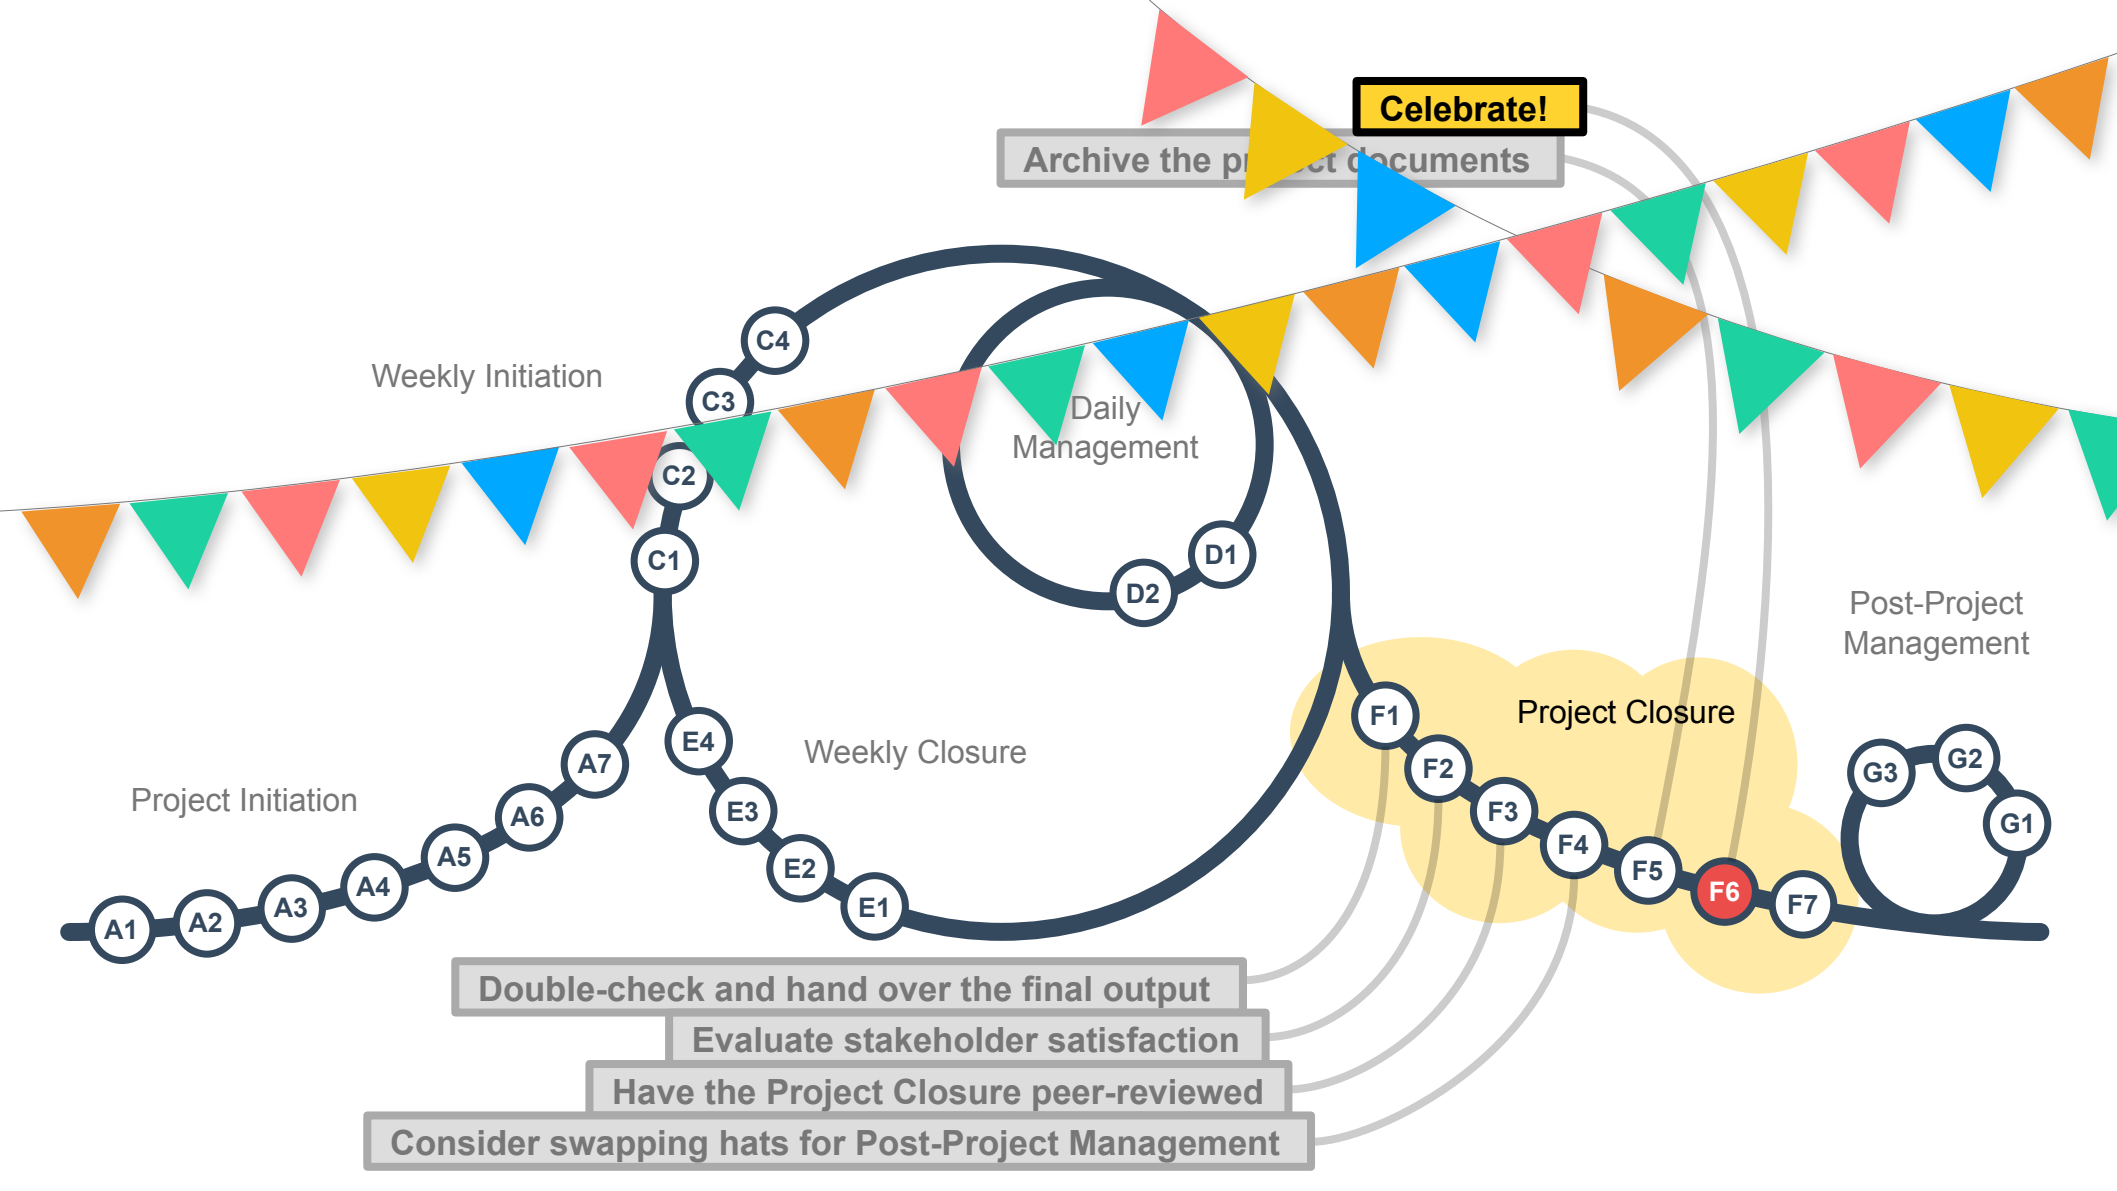 Celebrate!
Archive the project documents
C4
Weekly Initiation
C3
Daily
Management
C2
C1
D1
D2
Post-Project
Management
Project Closure
F1
E4
Weekly Closure
A7
F2
G3
G2
Project Initiation
A6
E3
F3
G1
A5
E2
F4
A4
F5
A3
E1
F6
F7
A2
A1
Double-check and hand over the final output
Evaluate stakeholder satisfaction
Have the Project Closure peer-reviewed
Consider swapping hats for Post-Project Management